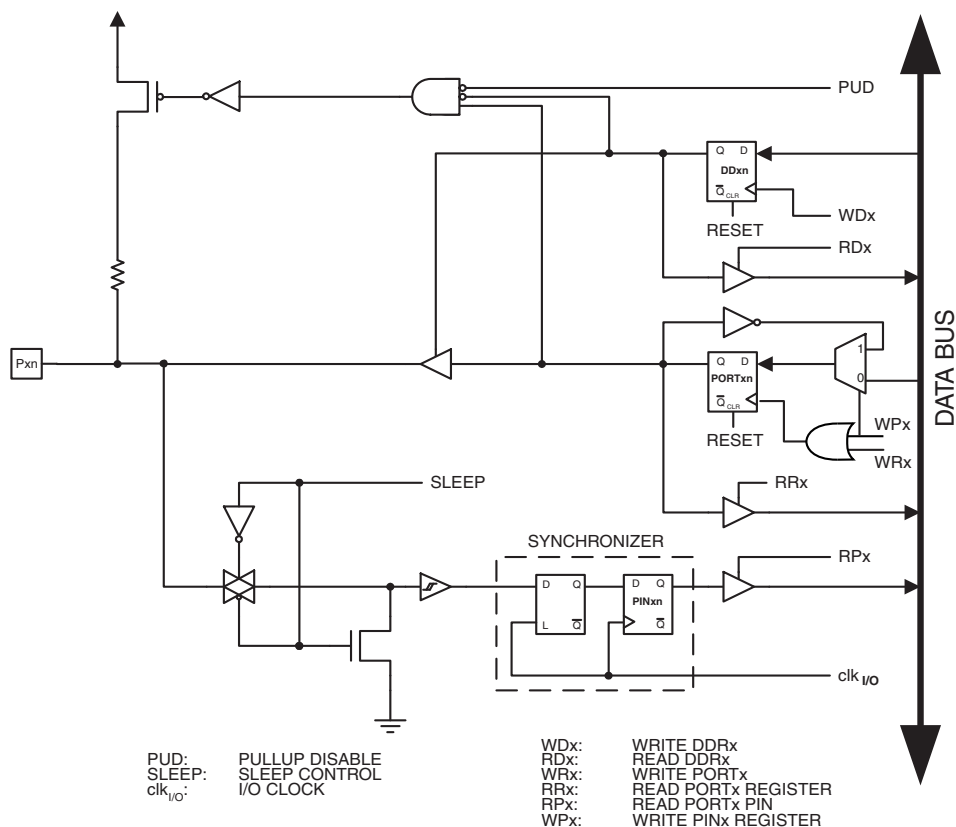 PUD
Q D
DDxn
Q CLR
WDx
RESET
RDx
Pxn
1
Q D
PORTxn
0
Q CLR
WPx
RESET
WRx
DATA BUS
SLEEP
RRx
SYNCHRONIZER
RPx
D Q
D Q
PINxn
L Q
Q
clk I/O
PUD: PULLUP DISABLE
SLEEP: SLEEP CONTROL
clk I/O: I/O CLOCK
WDx: WRITE DDRx
RDx: READ DDRx
WRx: WRITE PORTx
RRx: READ PORTx REGISTER
RPx: READ PORTx PIN
WPx: WRITE PINx REGISTER